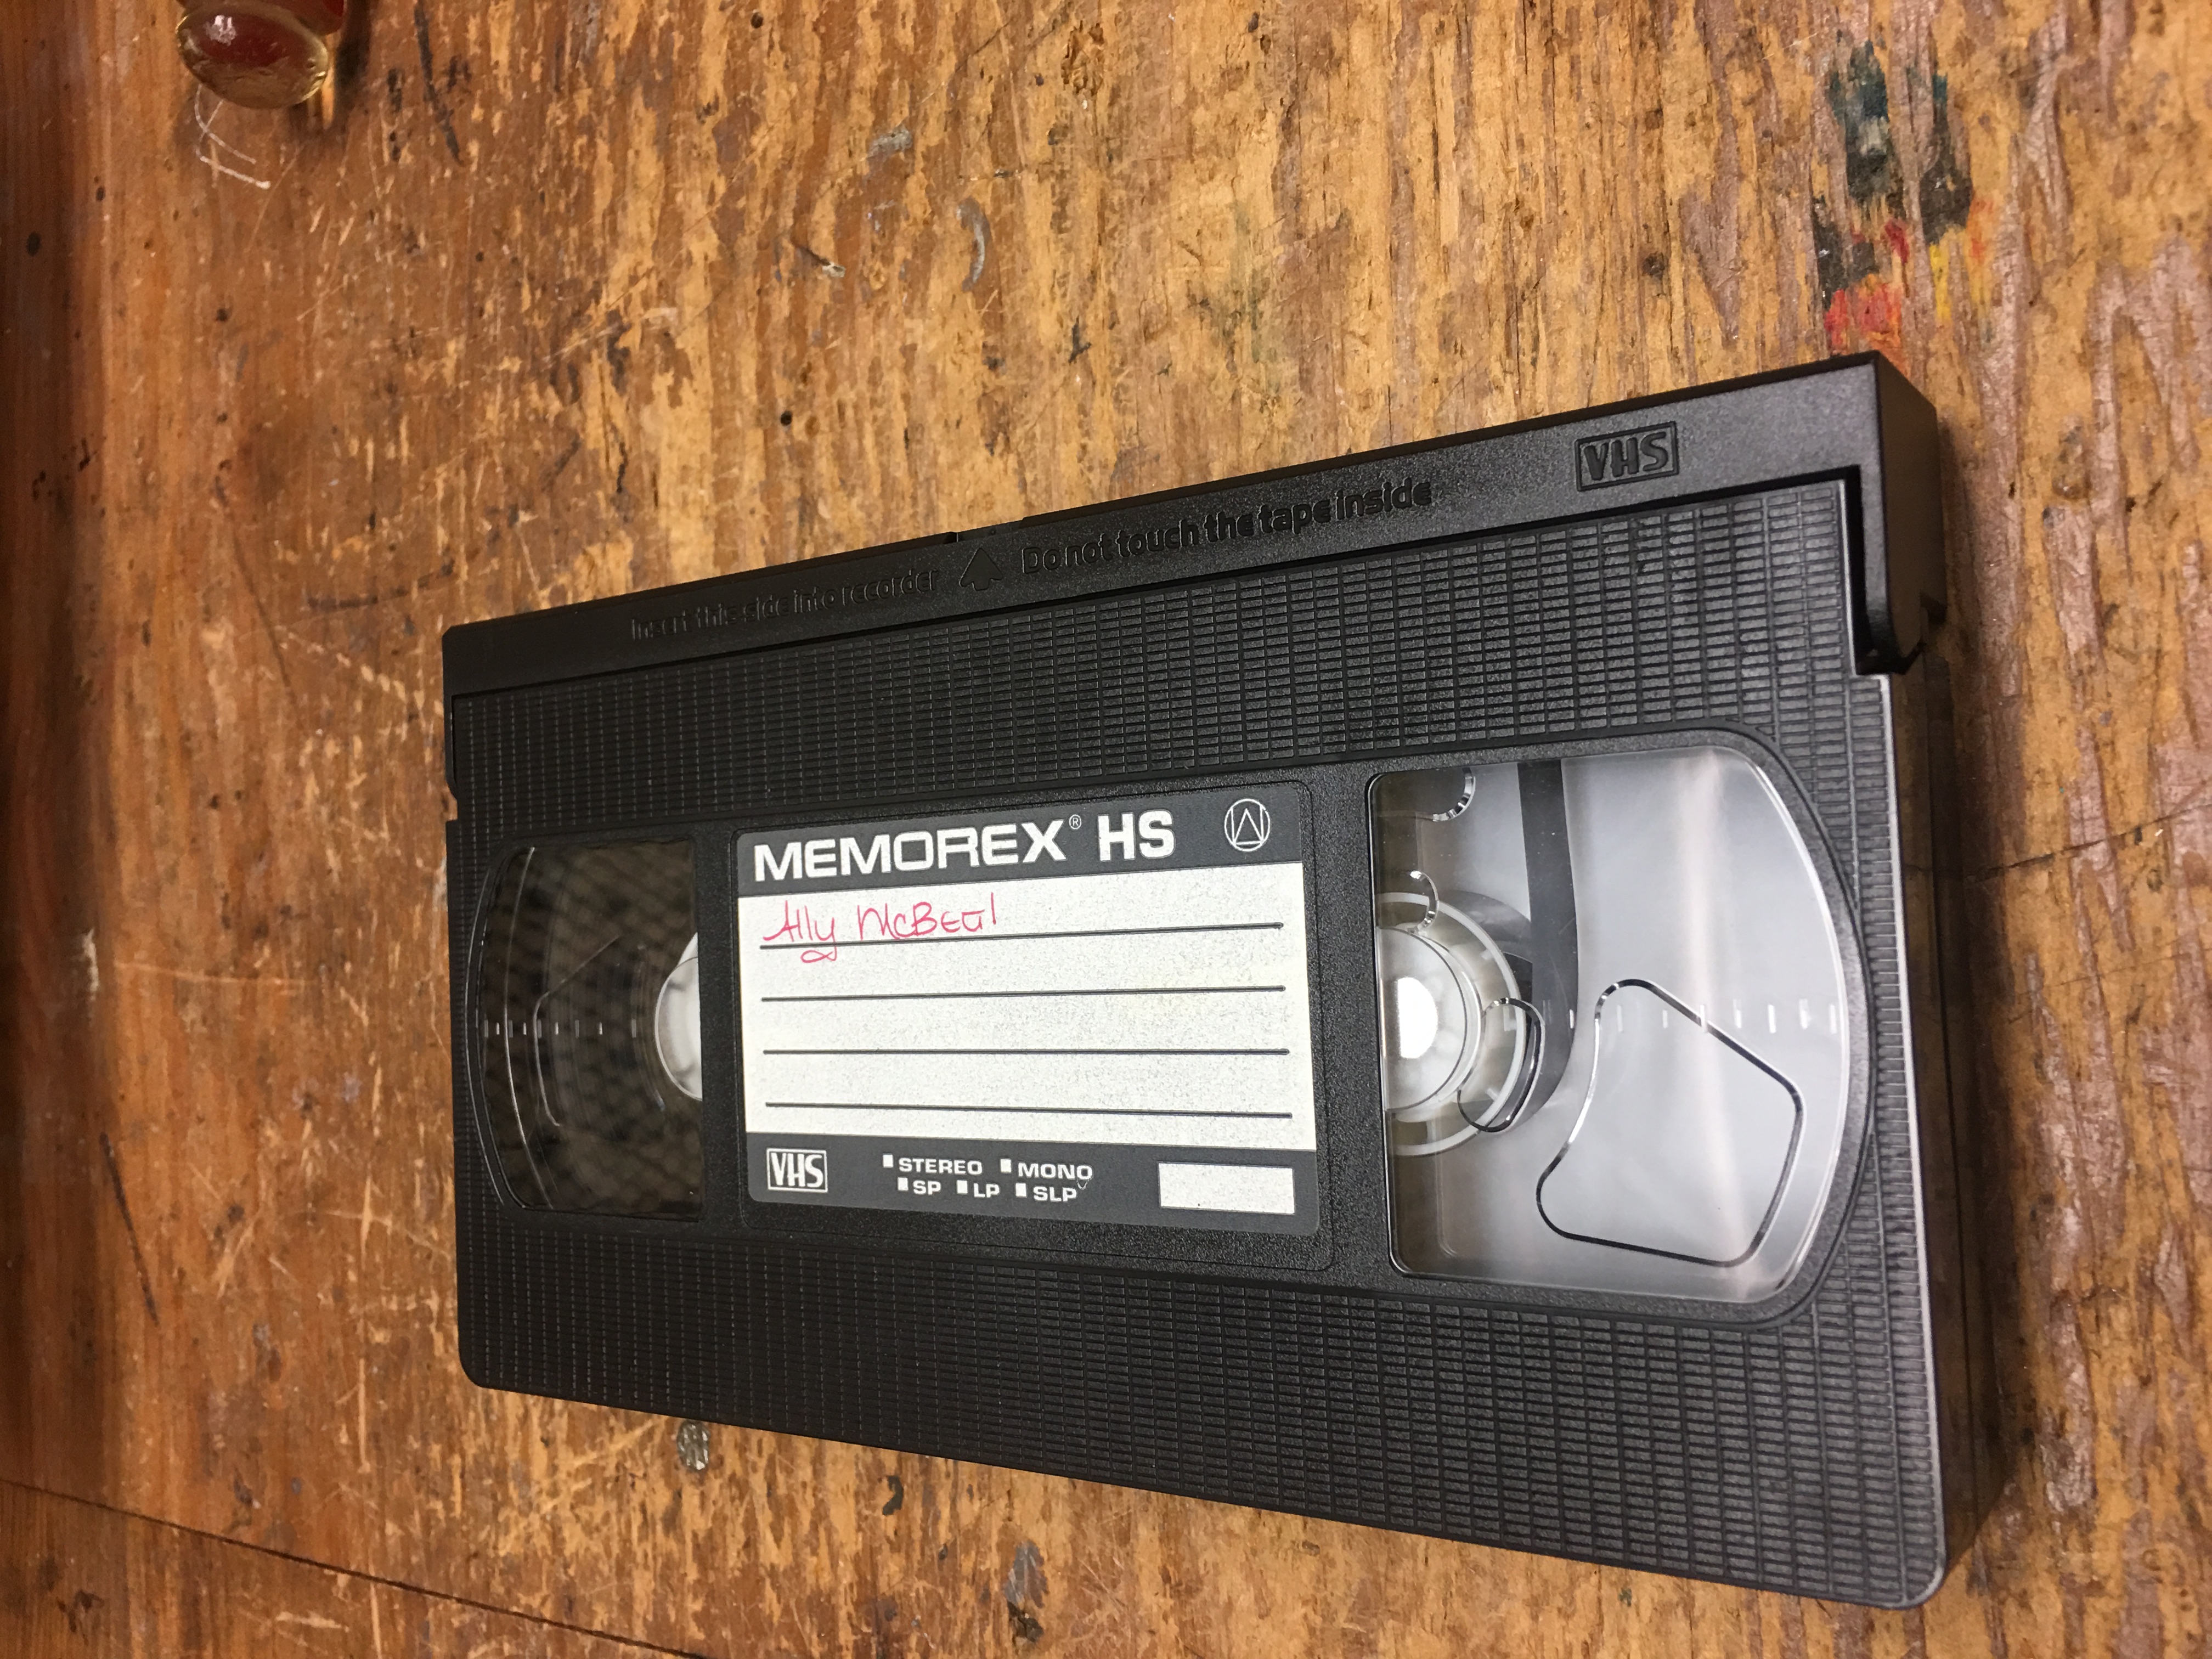 VHS
Insert this side into recorder Do not touch the tape inside
MEMOREX® HS
Ally McBeal
VHS
STEREO MONO
SP LP SLP